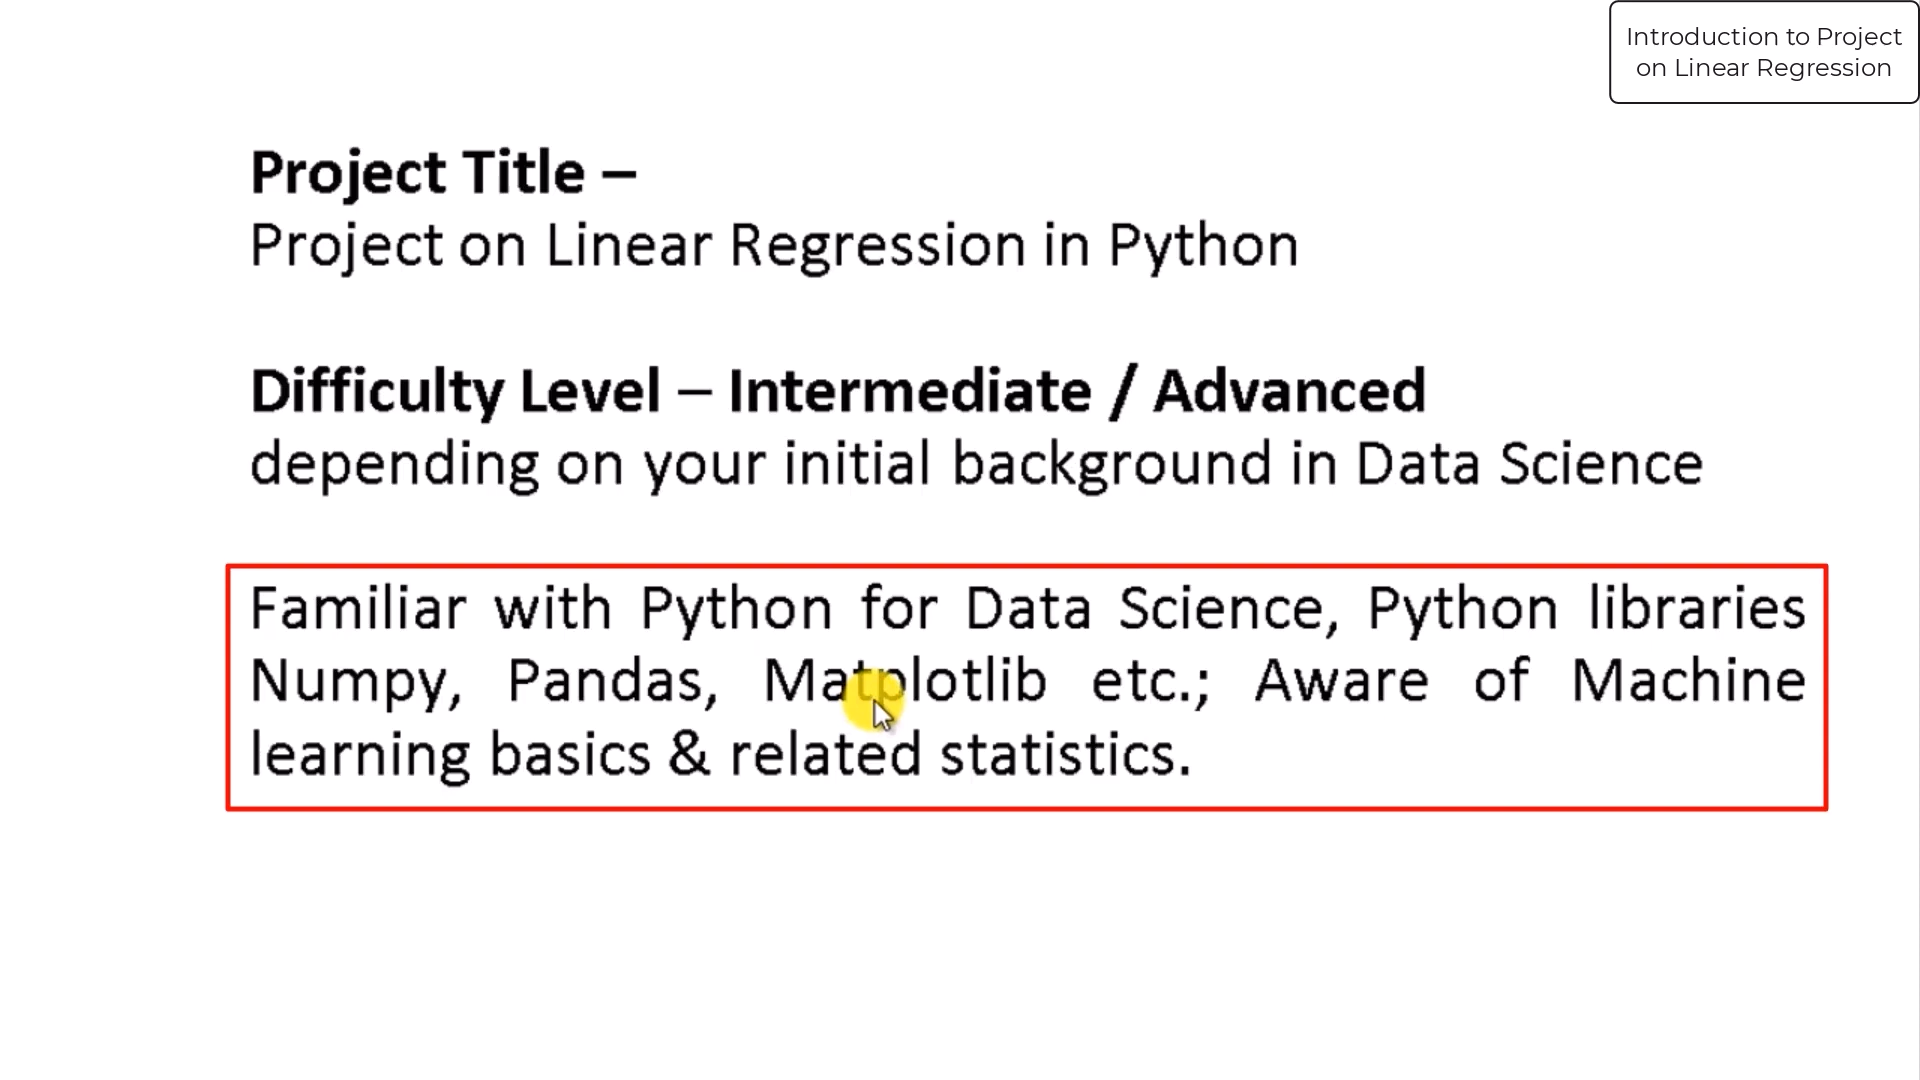 Introduction to Project
on Linear Regression
Project Title –
Project on Linear Regression in Python
Difficulty Level – Intermediate / Advanced
depending on your initial background in Data Science
Familiar with Python for Data Science, Python libraries
Numpy, Pandas, Matplotlib etc.; Aware of Machine
learning basics & related statistics.